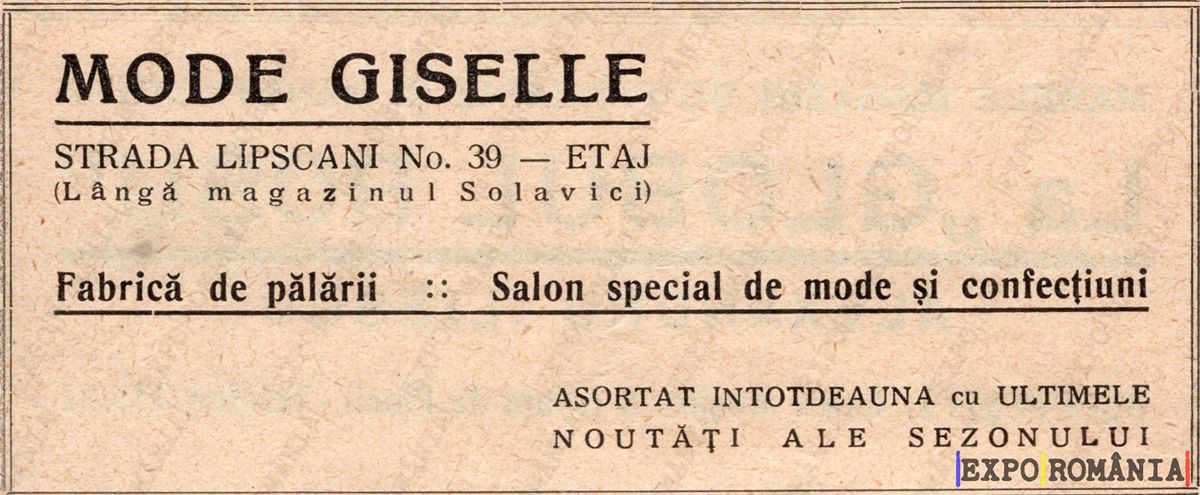 MODE GISELLE
STRADA LIPSCANI No. 39 — ETAJ
(Lângă magazinul Solavici)
Fabrică de pălării :: Salon special de mode și confecțiuni
ASORTAT INTOTDEAUNA cu ULTIMELE
NOUTĂȚI ALE SEZONULUI
EXPO ROMÂNIA